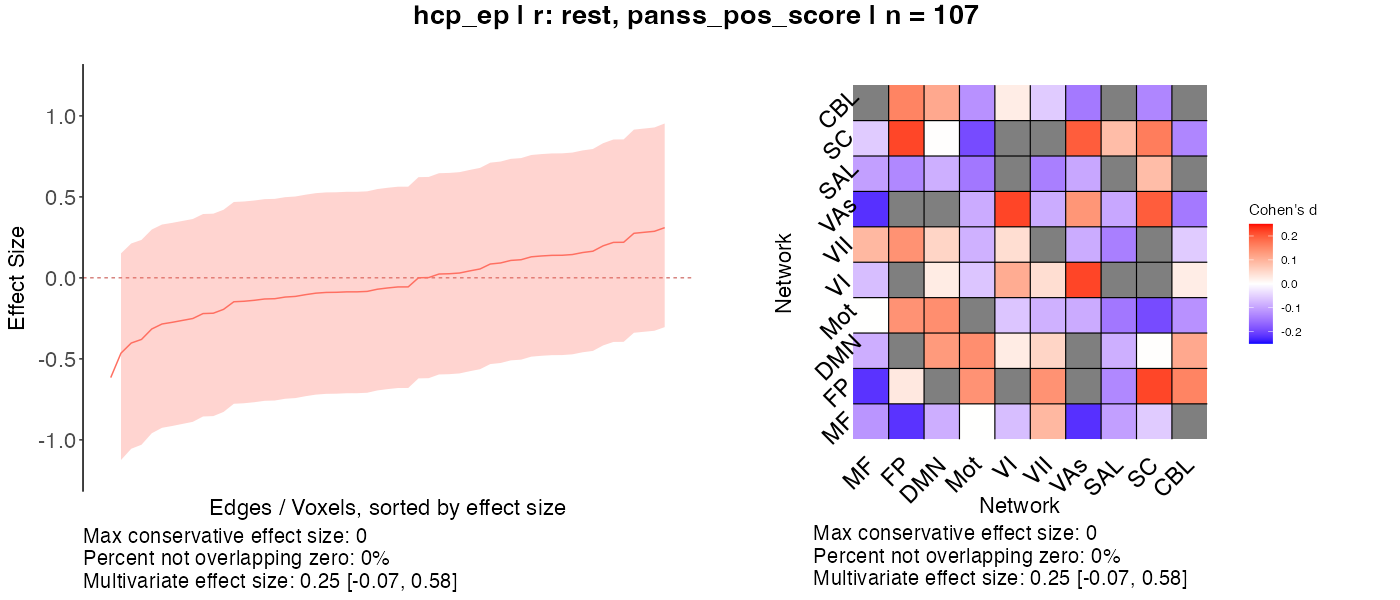 hcp_ep | r: rest, panss_pos_score | n = 107
Effect Size
1.0
0.5
0.0
-0.5
-1.0
Edges / Voxels, sorted by effect size
Max conservative effect size: 0
Percent not overlapping zero: 0%
Multivariate effect size: 0.25 [-0.07, 0.58]
Network
CBL
SC
SAL
VAs
VII
VI
Mot
DMN
FP
MF
MF
FP
DMN
Mot
VI
VII
VAs
SAL
SC
CBL
Network
Max conservative effect size: 0
Percent not overlapping zero: 0%
Multivariate effect size: 0.25 [-0.07, 0.58]
Cohen's d
0.2
0.1
0.0
-0.1
-0.2